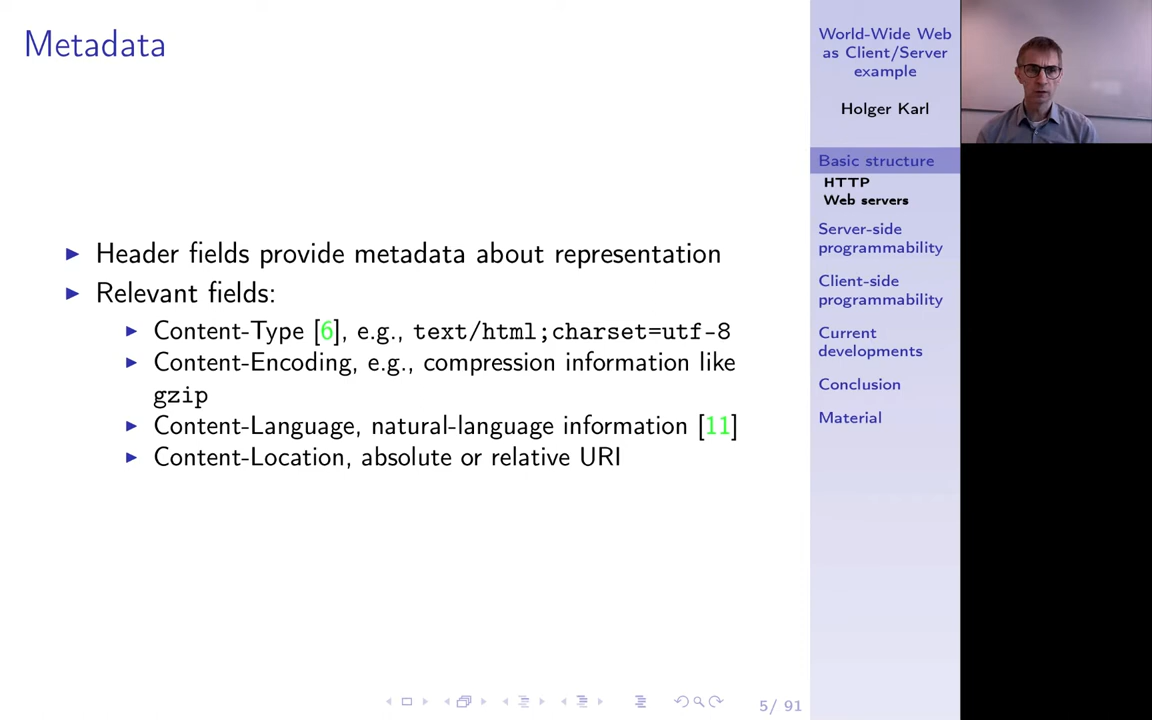 Metadata
Header fields provide metadata about representation
Relevant fields:
Content-Type [6], e.g., text/html;charset=utf-8
Content-Encoding, e.g., compression information like
gzip
Content-Language, natural-language information [11]
Content-Location, absolute or relative URI
World-Wide Web
as Client/Server
example
Holger Karl
Basic structure
HTTP
Web servers
Server-side
programmability
Client-side
programmability
Current
developments
Conclusion
Material
5/ 91